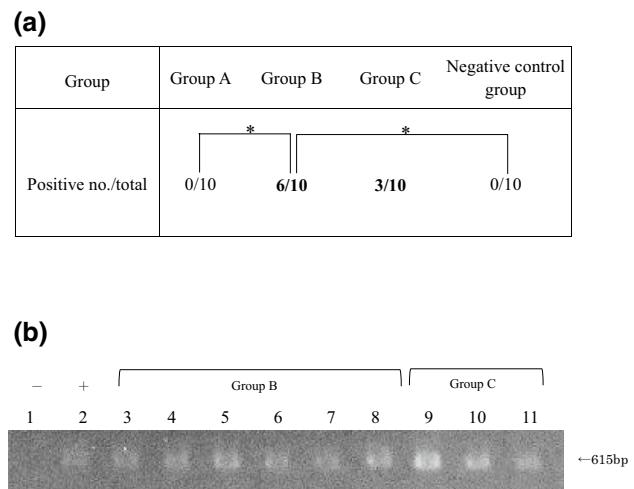 (a)
Group Group A Group B Group C Negative control group
* *
Positive no./total 0/10 6/10 3/10 0/10
(b)
− + Group B Group C
1 2 3 4 5 6 7 8 9 10 11
←615bp